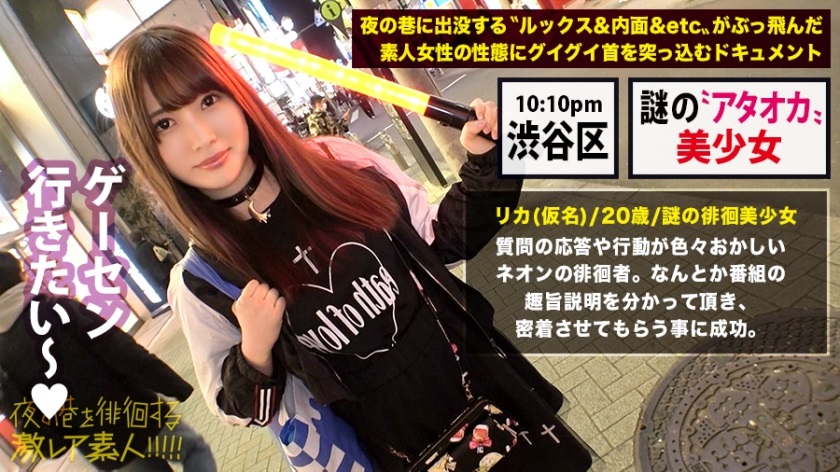 夜の巷に出没する〝ルックス&内面&etc〟がぶっ飛んだ
素人女性の性態にグイグイ首を突っ込むドキュメント
10:10pm
渋谷区
謎の〝アタオカ〟
美少女
リカ(仮名)/20歳/謎の徘徊美少女
質問の応答や行動が色々おかしい
ネオンの徘徊者。なんとか番組の
趣旨説明を分かって頂き、
密着させてもらう事に成功。
ゲーセン
行きたい〜♥
夜の巷を徘徊する
激レア素人!!!!!